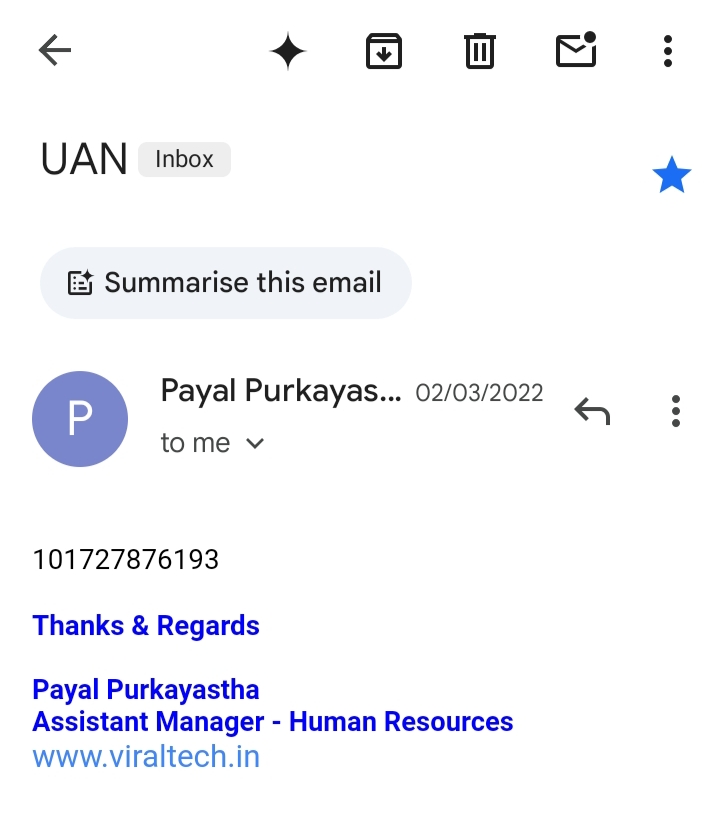 UAN Inbox
Summarise this email
P
Payal Purkayas... 02/03/2022
to me
101727876193
Thanks & Regards
Payal Purkayastha
Assistant Manager - Human Resources
www.viraltech.in